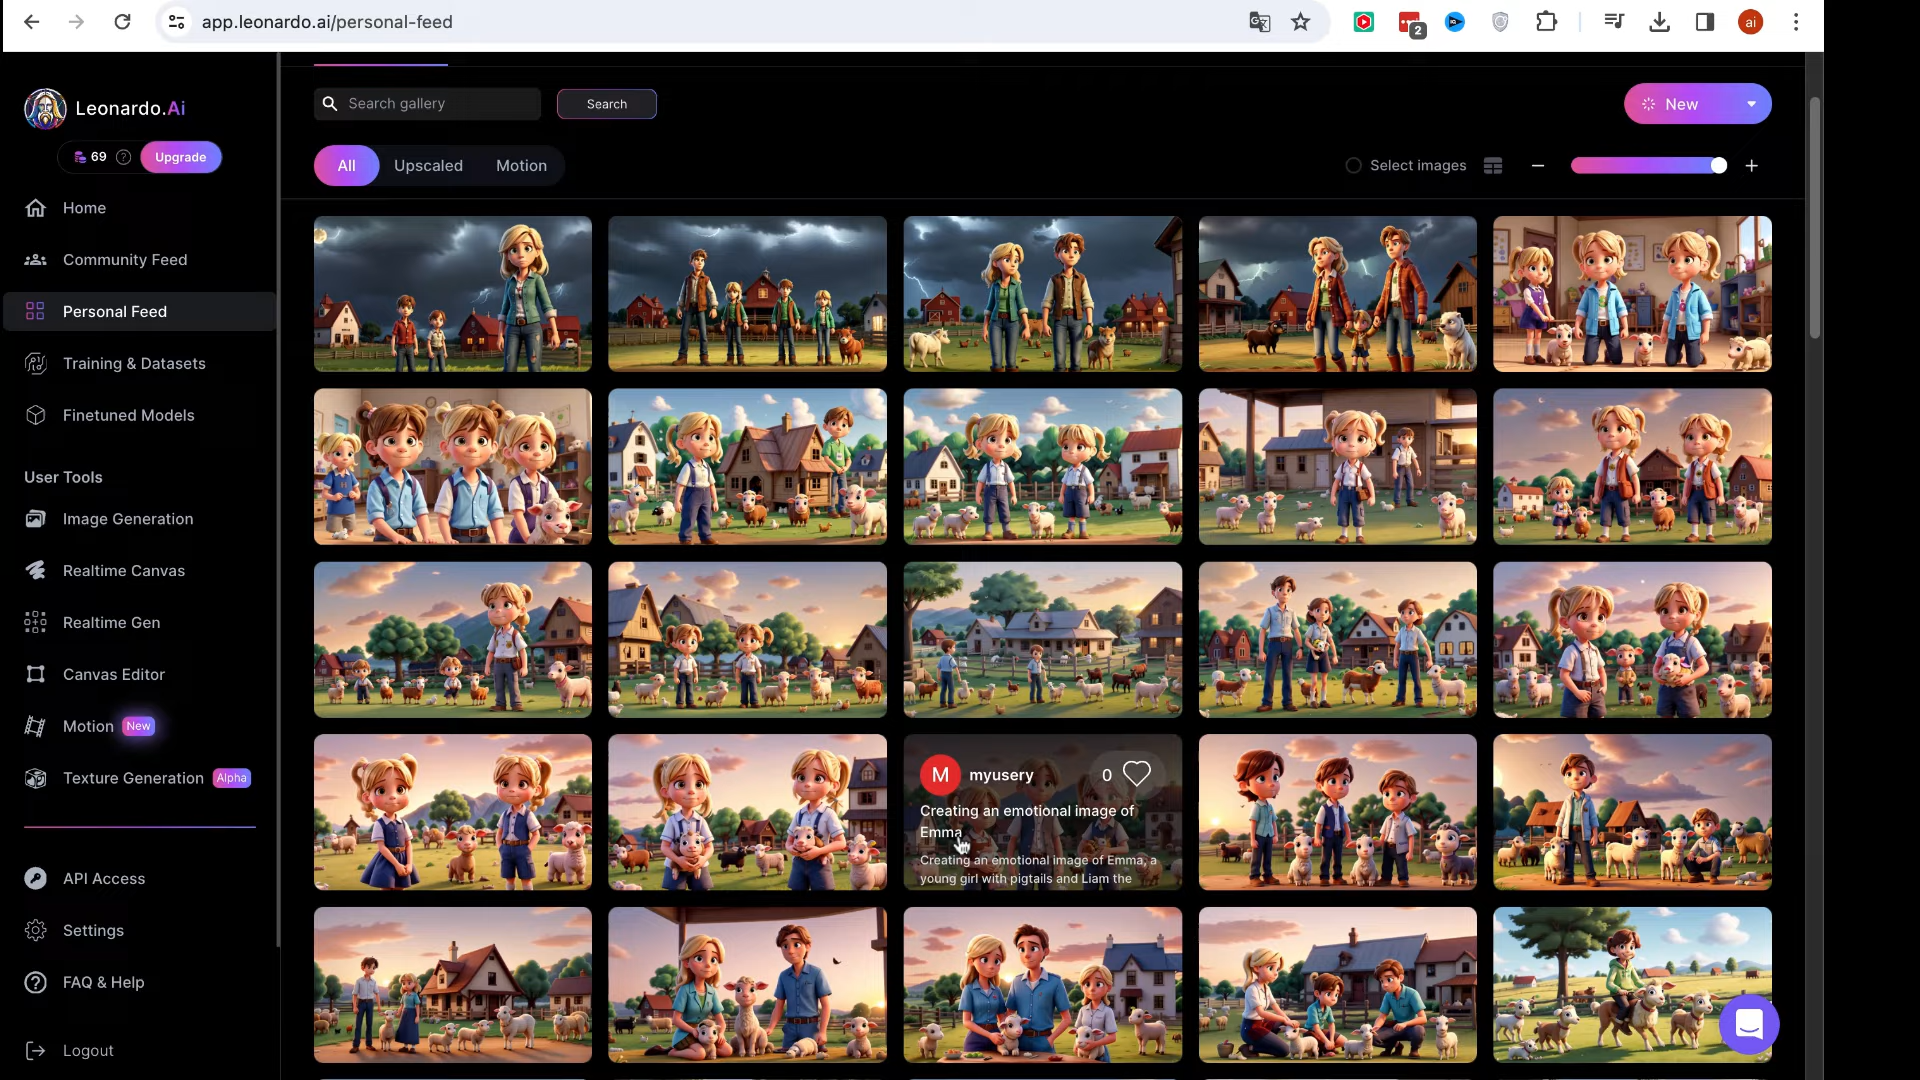 app.leonardo.ai/personal-feed
2
ai
Leonardo.Ai
69 ? Upgrade
Home
Community Feed
Personal Feed
Training & Datasets
Finetuned Models
User Tools
Image Generation
Realtime Canvas
Realtime Gen
Canvas Editor
Motion New
Texture Generation Alpha
API Access
Settings
FAQ & Help
Logout
Search gallery
Search
New
All
Upscaled
Motion
Select images
M myusery 0
Creating an emotional image of
Emma
Creating an emotional image of Emma, a
young girl with pigtails and Liam the